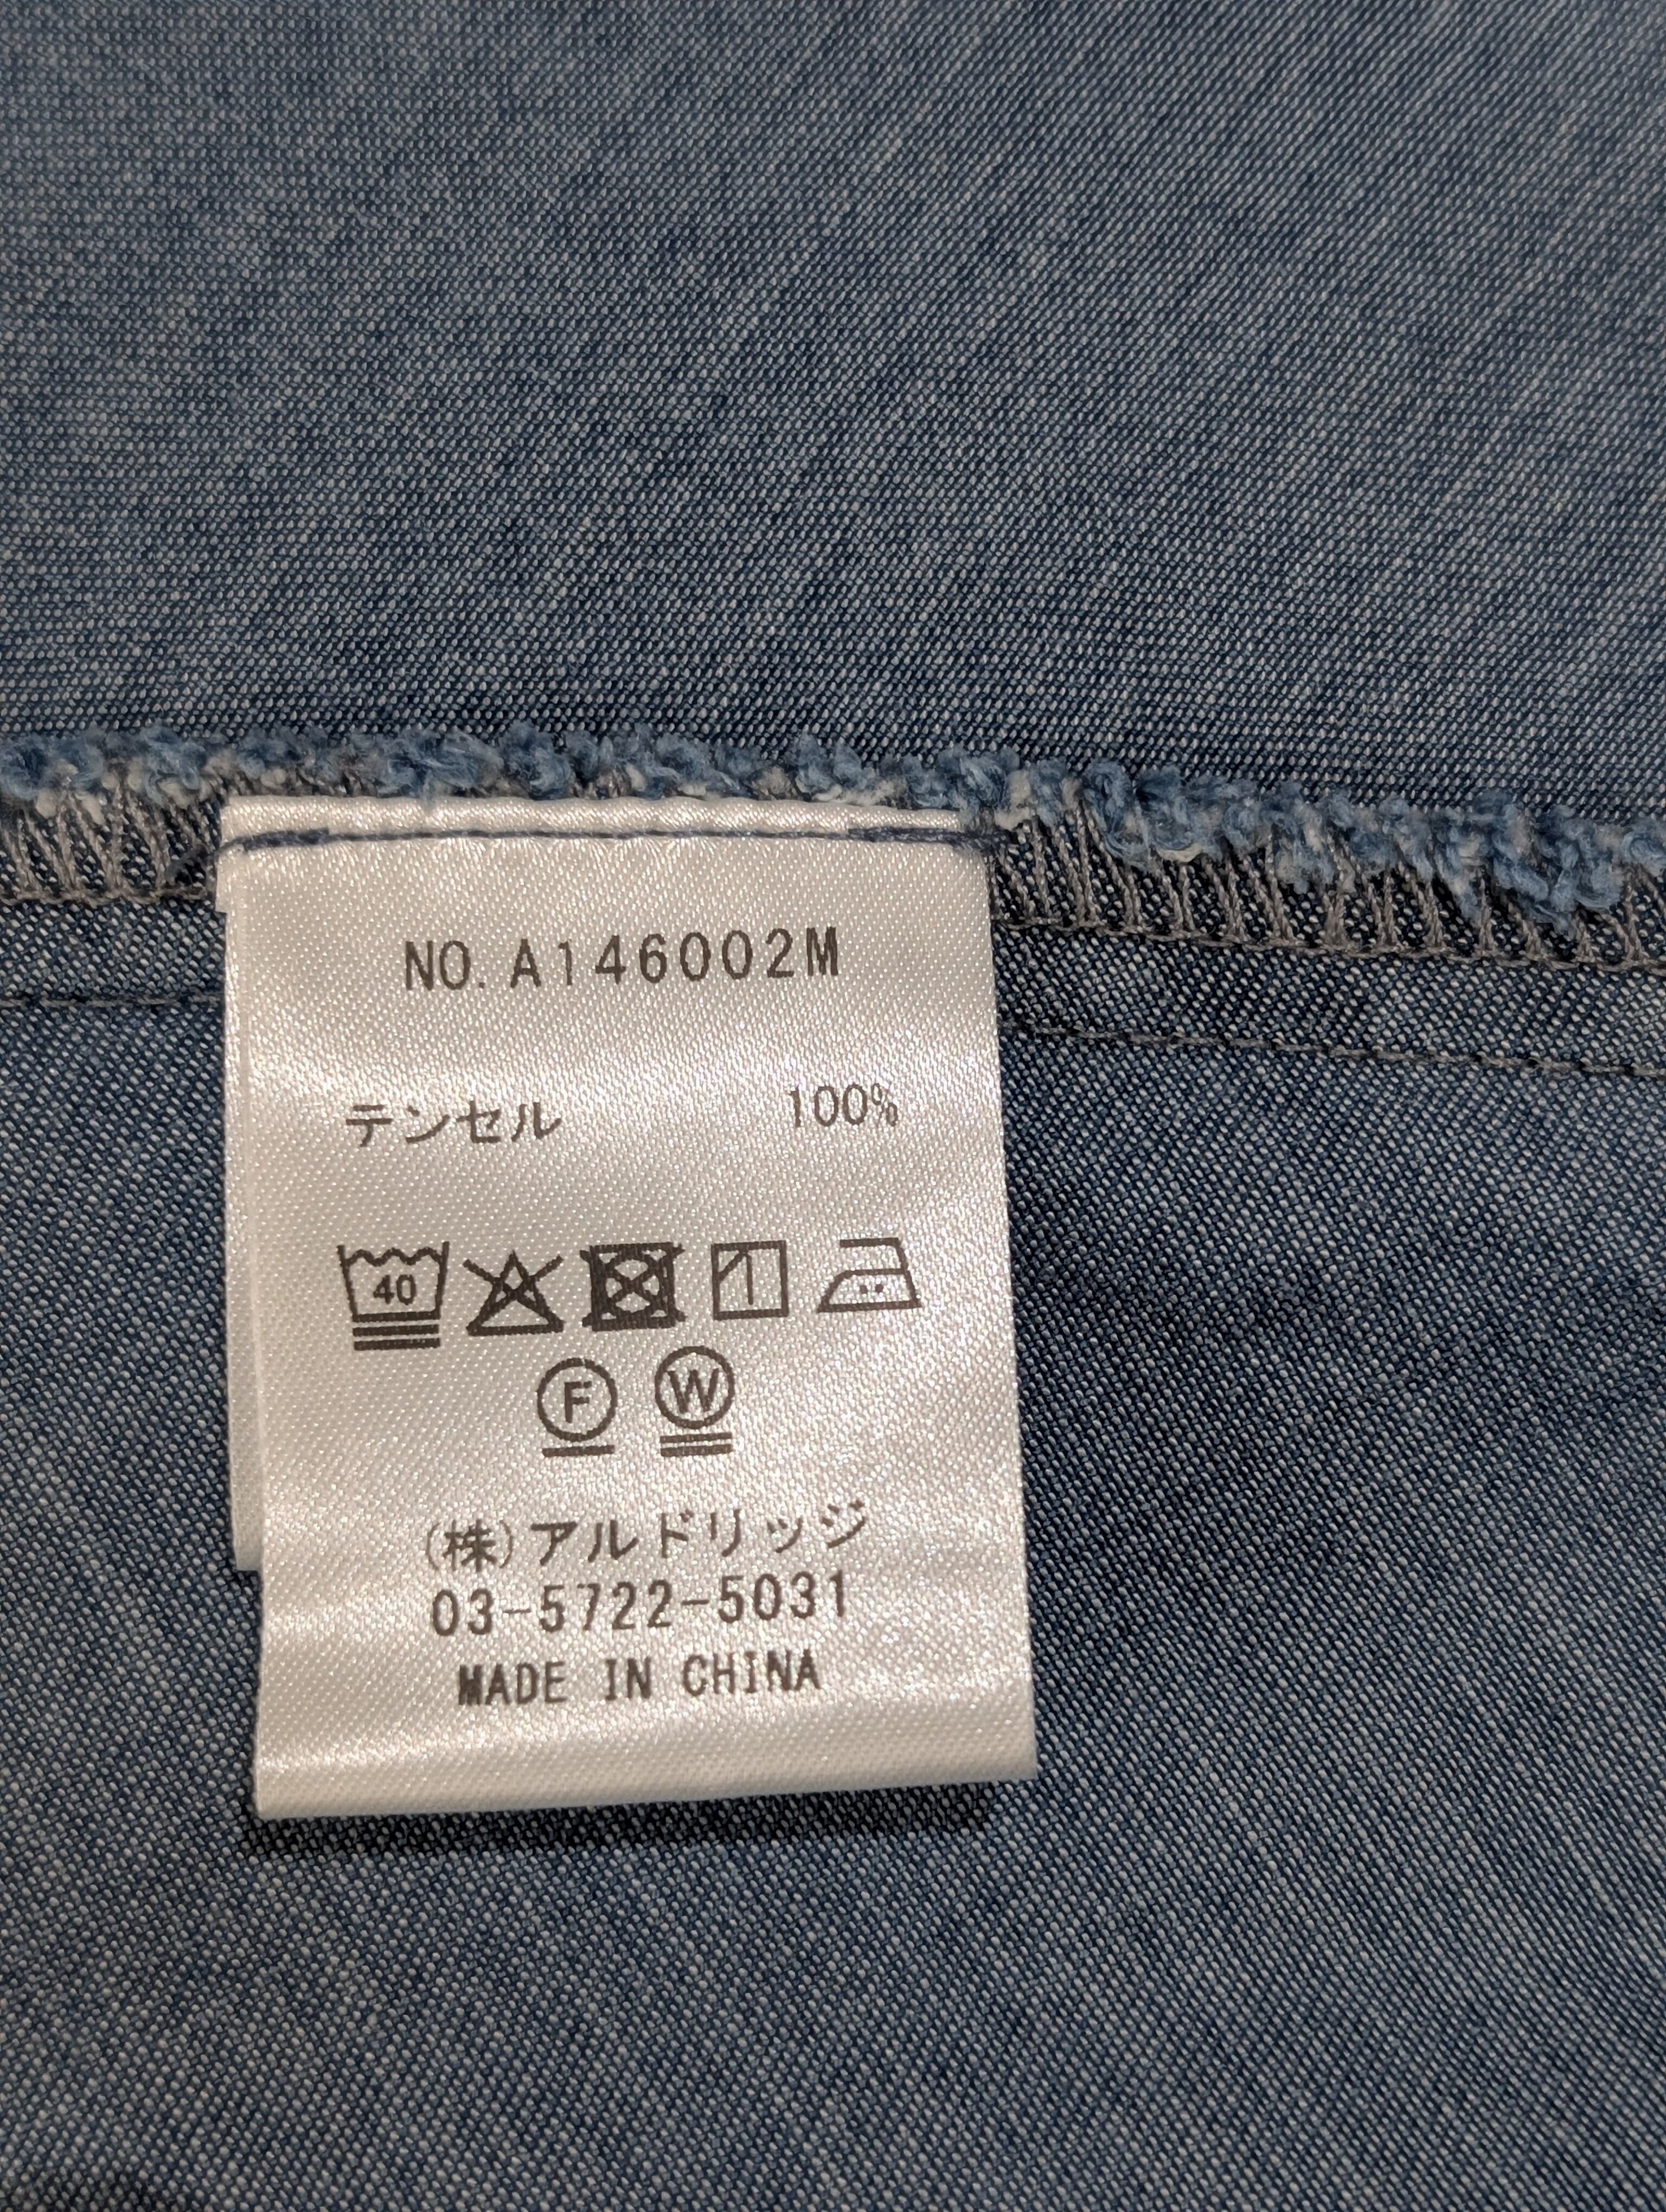 NO. A146002M
テンセル 100%
40
F W
(株)アルドリッジ
03-5722-5031
MADE IN CHINA